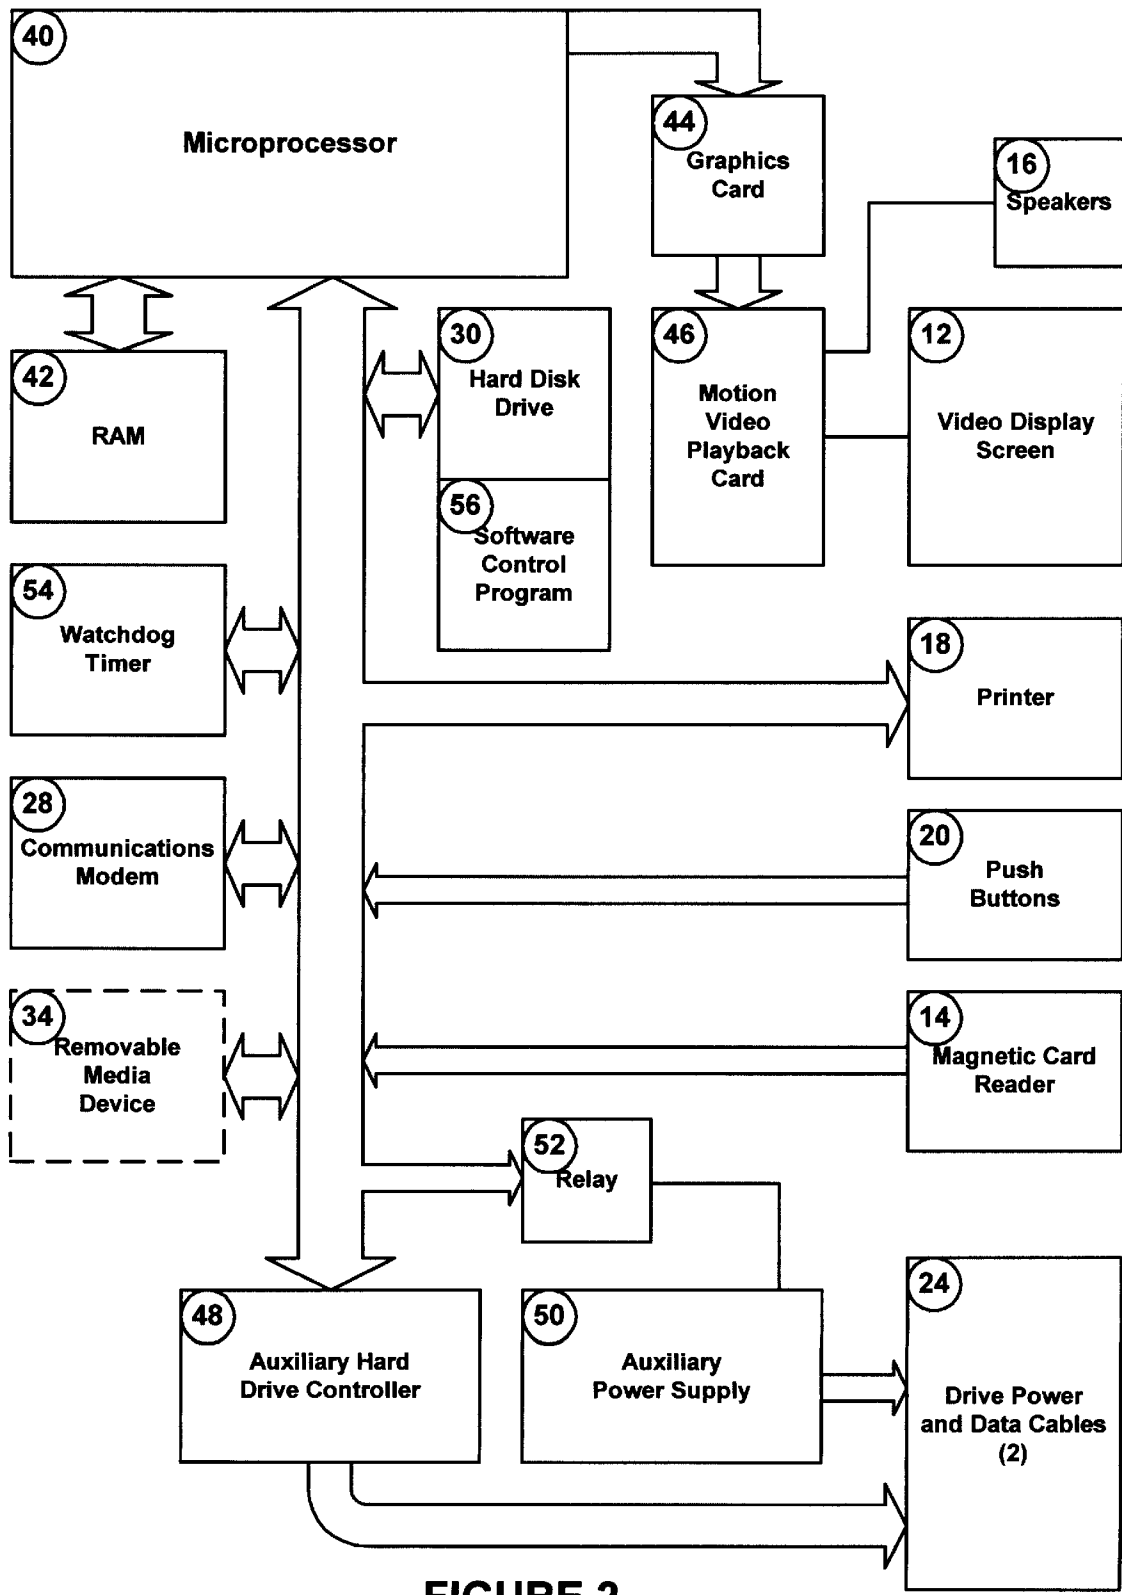 40
Microprocessor
44
Graphics
Card
16
Speakers
42
RAM
30
Hard Disk
Drive
46
Motion
Video
Playback
Card
12
Video Display
Screen
56
Software
Control
Program
54
Watchdog
Timer
18
Printer
28
Communications
Modem
20
Push
Buttons
34
Removable
Media
Device
14
Magnetic Card
Reader
52
Relay
48
Auxiliary Hard
Drive Controller
50
Auxiliary
Power Supply
24
Drive Power
and Data Cables
(2)
FIGURE 2